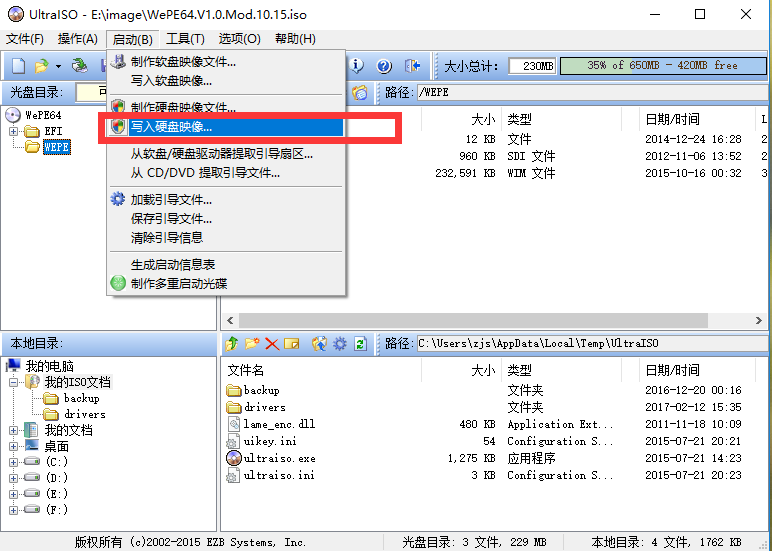 UltraISO - E:\image\WePE64.V1.0.Mod.10.15.iso
文件(F) 操作(A) 启动(B) 工具(T) 选项(O) 帮助(H)
大小总计: 230MB 35% of 650MB - 420MB free
光盘目录: 可
路径: /WEPE
制作软盘映像文件...
写入软盘映像...
制作硬盘映像文件...
写入硬盘映像...
从软盘/硬盘驱动器提取引导扇区...
从 CD/DVD 提取引导文件...
加载引导文件...
保存引导文件...
清除引导信息
生成启动信息表
制作多重启动光碟
WePE64
EFI
WEPE
大小 类型 日期/时间 L
12 KB 文件 2014-12-24 16:28 2
960 KB SDI 文件 2012-11-06 13:52 2
232,591 KB WIM 文件 2015-10-16 00:32 3
本地目录:
路径: C:\Users\zjs\AppData\Local\Temp\UltraISO
我的电脑
我的ISO文档
backup
drivers
我的文档
桌面
(C:)
(D:)
(E:)
(F:)
文件名 大小 类型 日期/时间
backup 文件夹 2016-12-20 00:16
drivers 文件夹 2017-02-12 15:35
lame_enc.dll 480 KB Application Ext... 2011-11-18 10:09
uikey.ini 54 Configuration S... 2015-07-21 20:21
ultraiso.exe 1,275 KB 应用程序 2015-07-21 14:23
ultraiso.ini 3 KB Configuration S... 2015-07-21 20:23
版权所有 (c)2002-2015 EZB Systems, Inc.
光盘目录: 3 文件, 229 MB
本地目录: 4 文件, 1762 KB